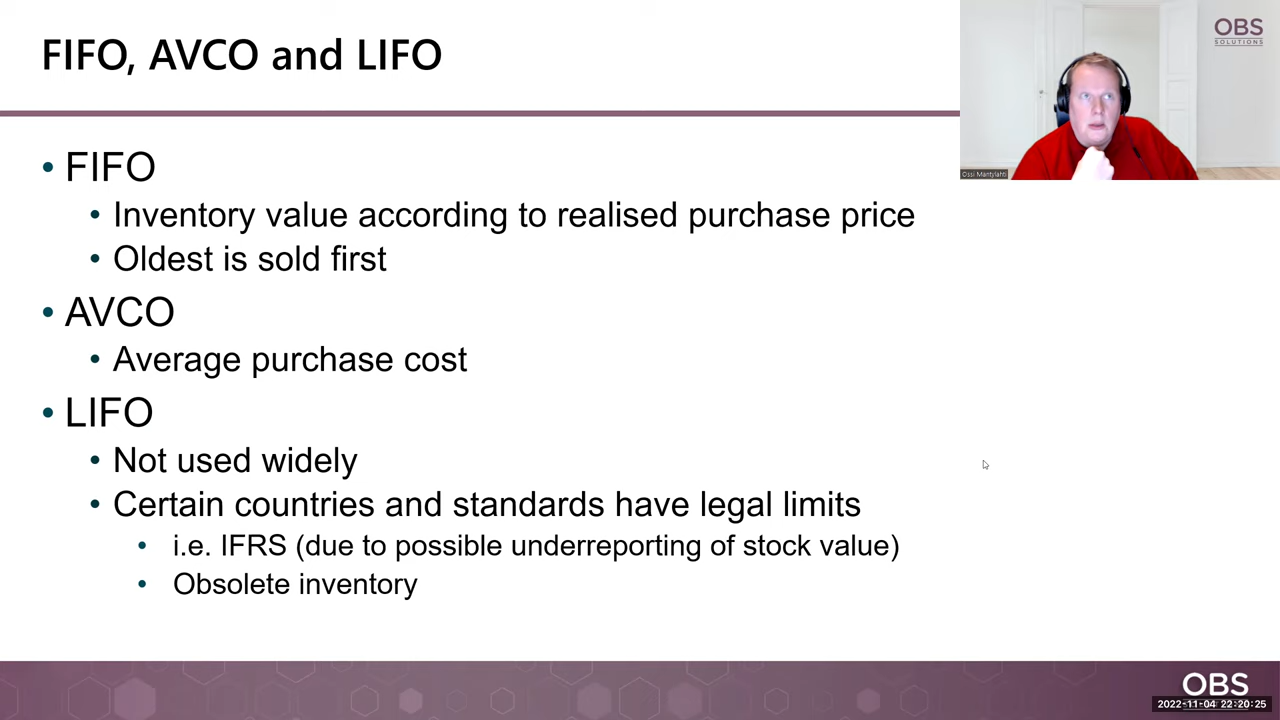 FIFO, AVCO and LIFO
OBS
SOLUTIONS
Ossi Mantylahti
• FIFO
• Inventory value according to realised purchase price
• Oldest is sold first
• AVCO
• Average purchase cost
• LIFO
• Not used widely
• Certain countries and standards have legal limits
• i.e. IFRS (due to possible underreporting of stock value)
• Obsolete inventory
OBS
2022-11-04 22:20:25